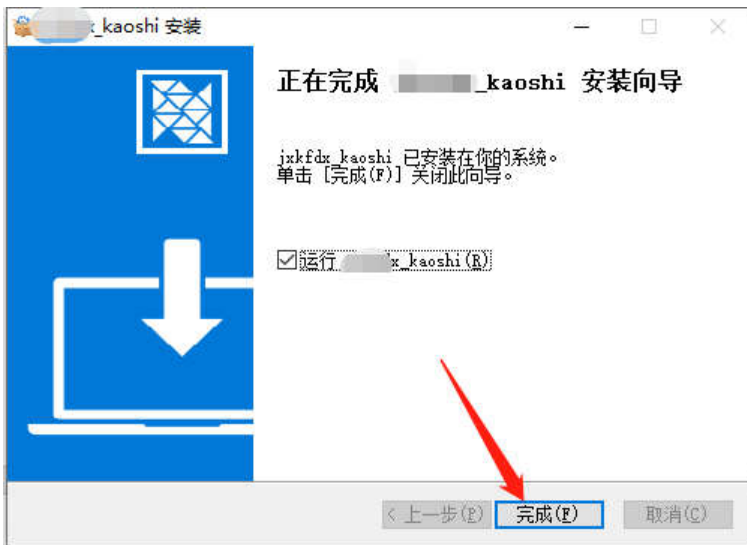 _kaoshi 安装
正在完成 _kaoshi 安装向导
jxkfdx_kaoshi 已安装在你的系统。
单击 [完成(F)] 关闭此向导。
运行 x_kaoshi(R)
< 上一步(P) 完成(F) 取消(C)